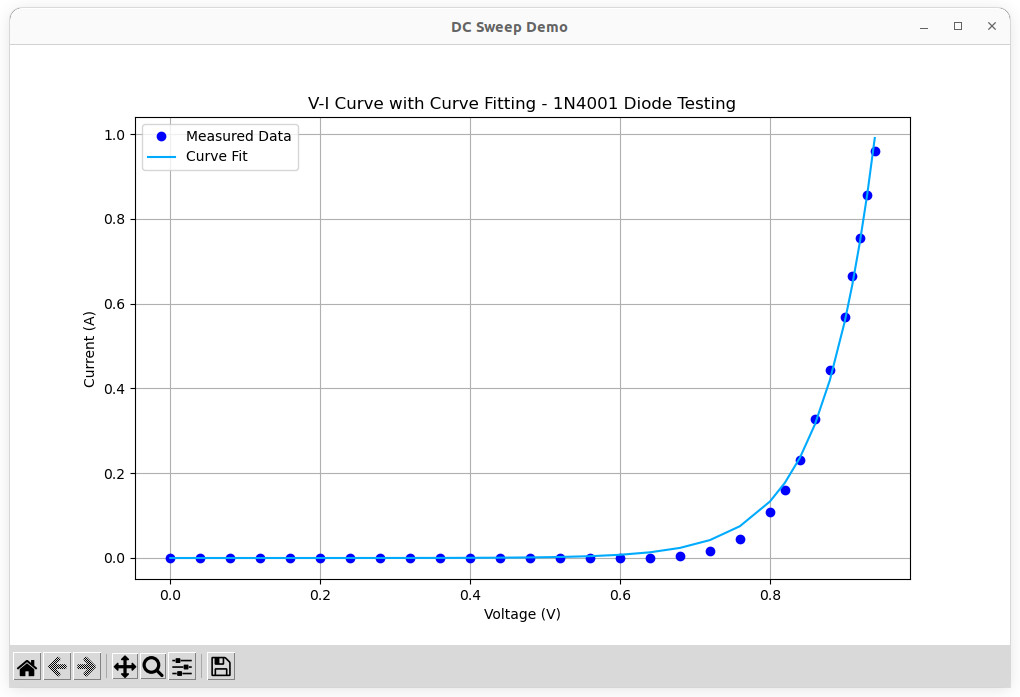 DC Sweep Demo
V-I Curve with Curve Fitting - 1N4001 Diode Testing
Measured Data
Curve Fit
1.0
0.8
0.6
0.4
0.2
0.0
Current (A)
0.0 0.2 0.4 0.6 0.8
Voltage (V)